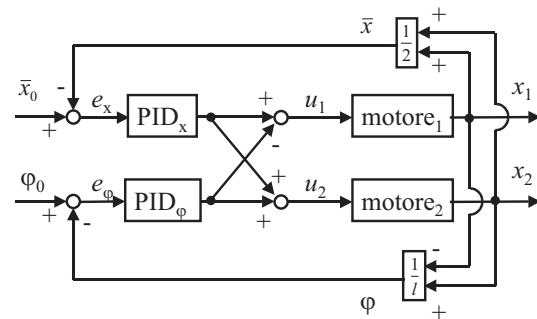 x̄ 1/2 +
- +
x̄₀ eₓ PIDₓ + u₁ motore₁ x₁
+ -
φ₀ e_φ PID_φ + u₂ motore₂ x₂
+ - +
-
φ 1/l +